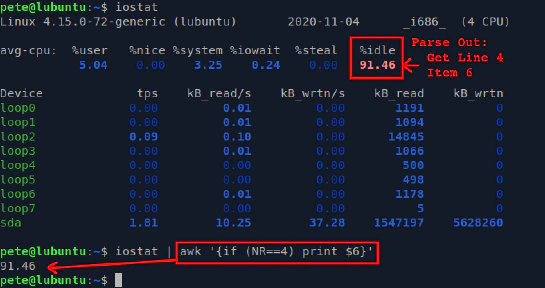 pete@lubuntu:~$ iostat
Linux 4.15.0-72-generic (lubuntu) 2020-11-04 _i686_ (4 CPU)
avg-cpu: %user %nice %system %iowait %steal %idle
5.04 0.00 3.25 0.24 0.00 91.46
Parse Out:
Get Line 4
Item 6
Device tps kB_read/s kB_wrtn/s kB_read kB_wrtn
loop0 0.00 0.01 0.00 1191 0
loop1 0.00 0.01 0.00 1094 0
loop2 0.09 0.10 0.00 14845 0
loop3 0.00 0.01 0.00 1066 0
loop4 0.00 0.00 0.00 500 0
loop5 0.00 0.00 0.00 498 0
loop6 0.00 0.01 0.00 1178 0
loop7 0.00 0.00 0.00 5 0
sda 1.81 10.25 37.28 1547197 5628260
pete@lubuntu:~$ iostat | awk '{if (NR==4) print $6}'
91.46
pete@lubuntu:~$